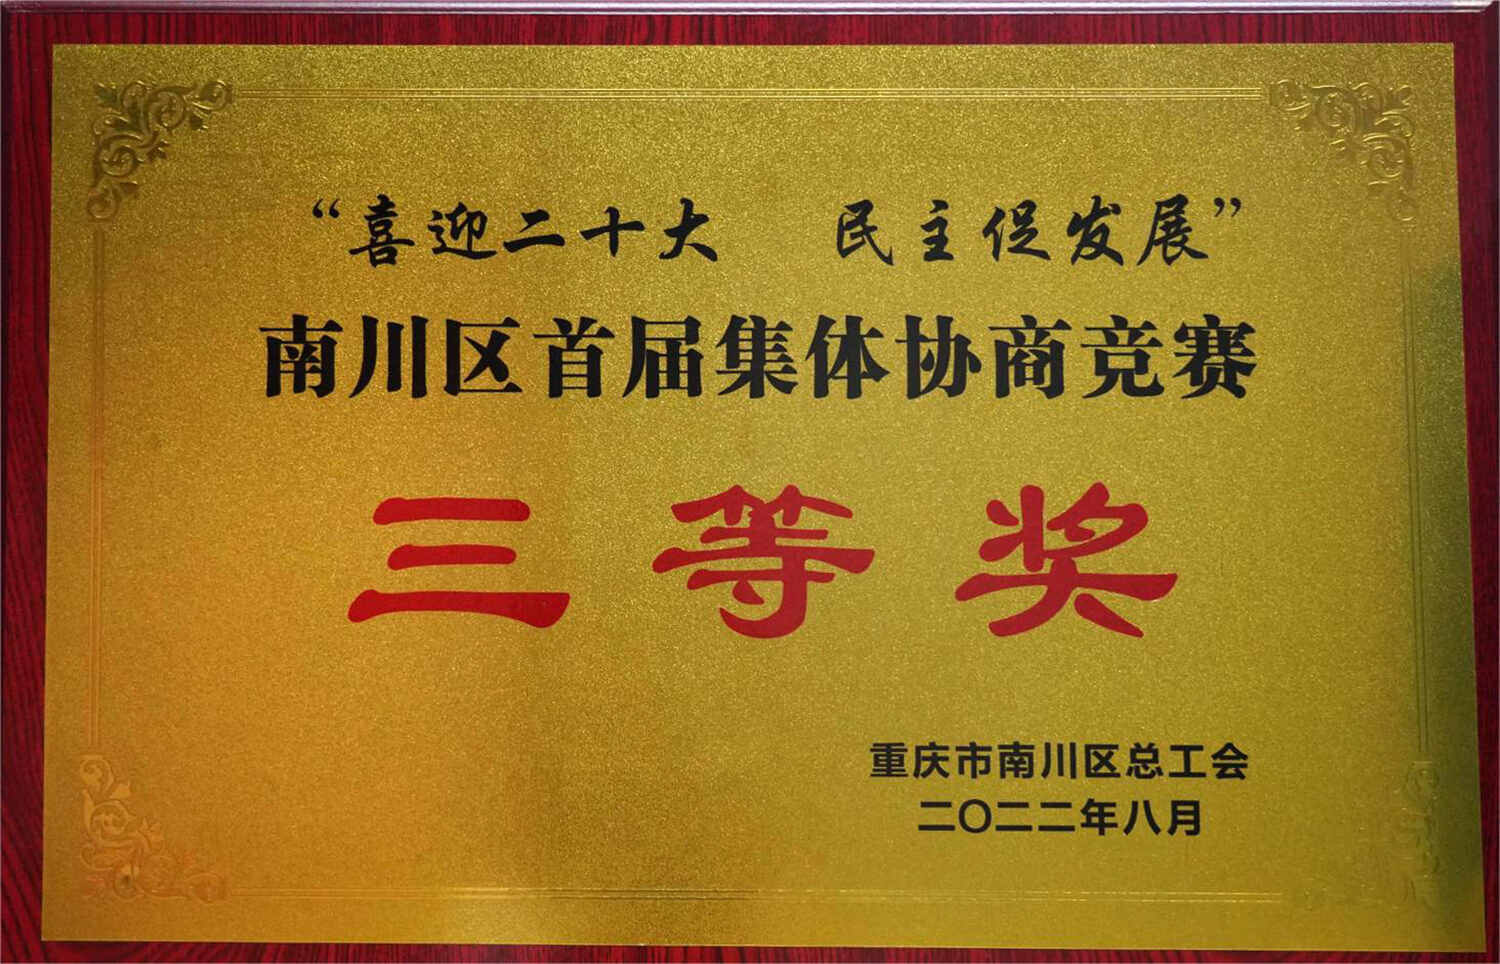 “喜迎二十大 民主促发展”
南川区首届集体协商竞赛
三等奖
重庆市南川区总工会
二〇二二年八月